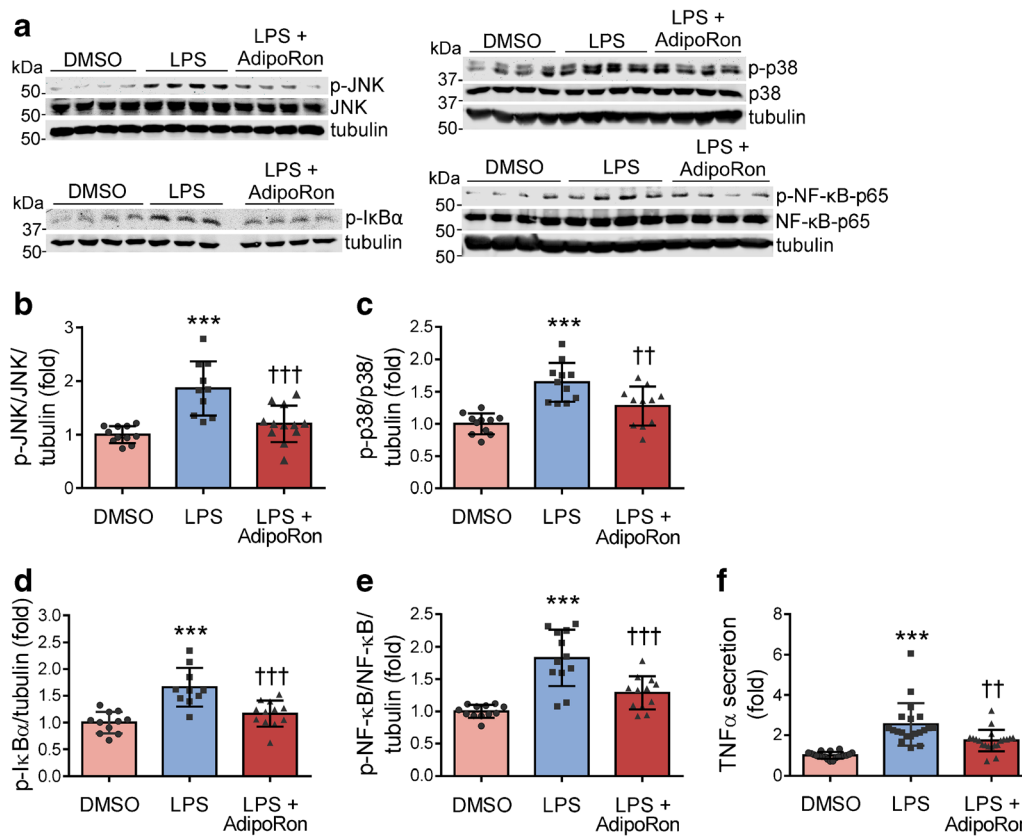 a
DMSO LPS LPS + AdipoRon
kDa
50- p-JNK
50- JNK
50- tubulin
DMSO LPS LPS + AdipoRon
kDa
37- p-p38
37- p38
50- tubulin
DMSO LPS LPS + AdipoRon
kDa
37- p-IκBα
50- tubulin
DMSO LPS LPS + AdipoRon
kDa
50- p-NF-κB-p65
50- NF-κB-p65
50- tubulin
b
p-JNK/JNK/
tubulin (fold)
3
2
1
0
***
†††
DMSO LPS LPS +
AdipoRon
c
p-p38/p38/
tubulin (fold)
2.5
2.0
1.5
1.0
0.5
0.0
***
††
DMSO LPS LPS +
AdipoRon
d
p-IκBα/tubulin (fold)
3.0
2.5
2.0
1.5
1.0
0.5
0.0
***
†††
DMSO LPS LPS +
AdipoRon
e
p-NF-κB/NF-κB/
tubulin (fold)
2.5
2.0
1.5
1.0
0.5
0.0
***
†††
DMSO LPS LPS +
AdipoRon
f
TNFα secretion
(fold)
8
6
4
2
0
***
††
DMSO LPS LPS +
AdipoRon